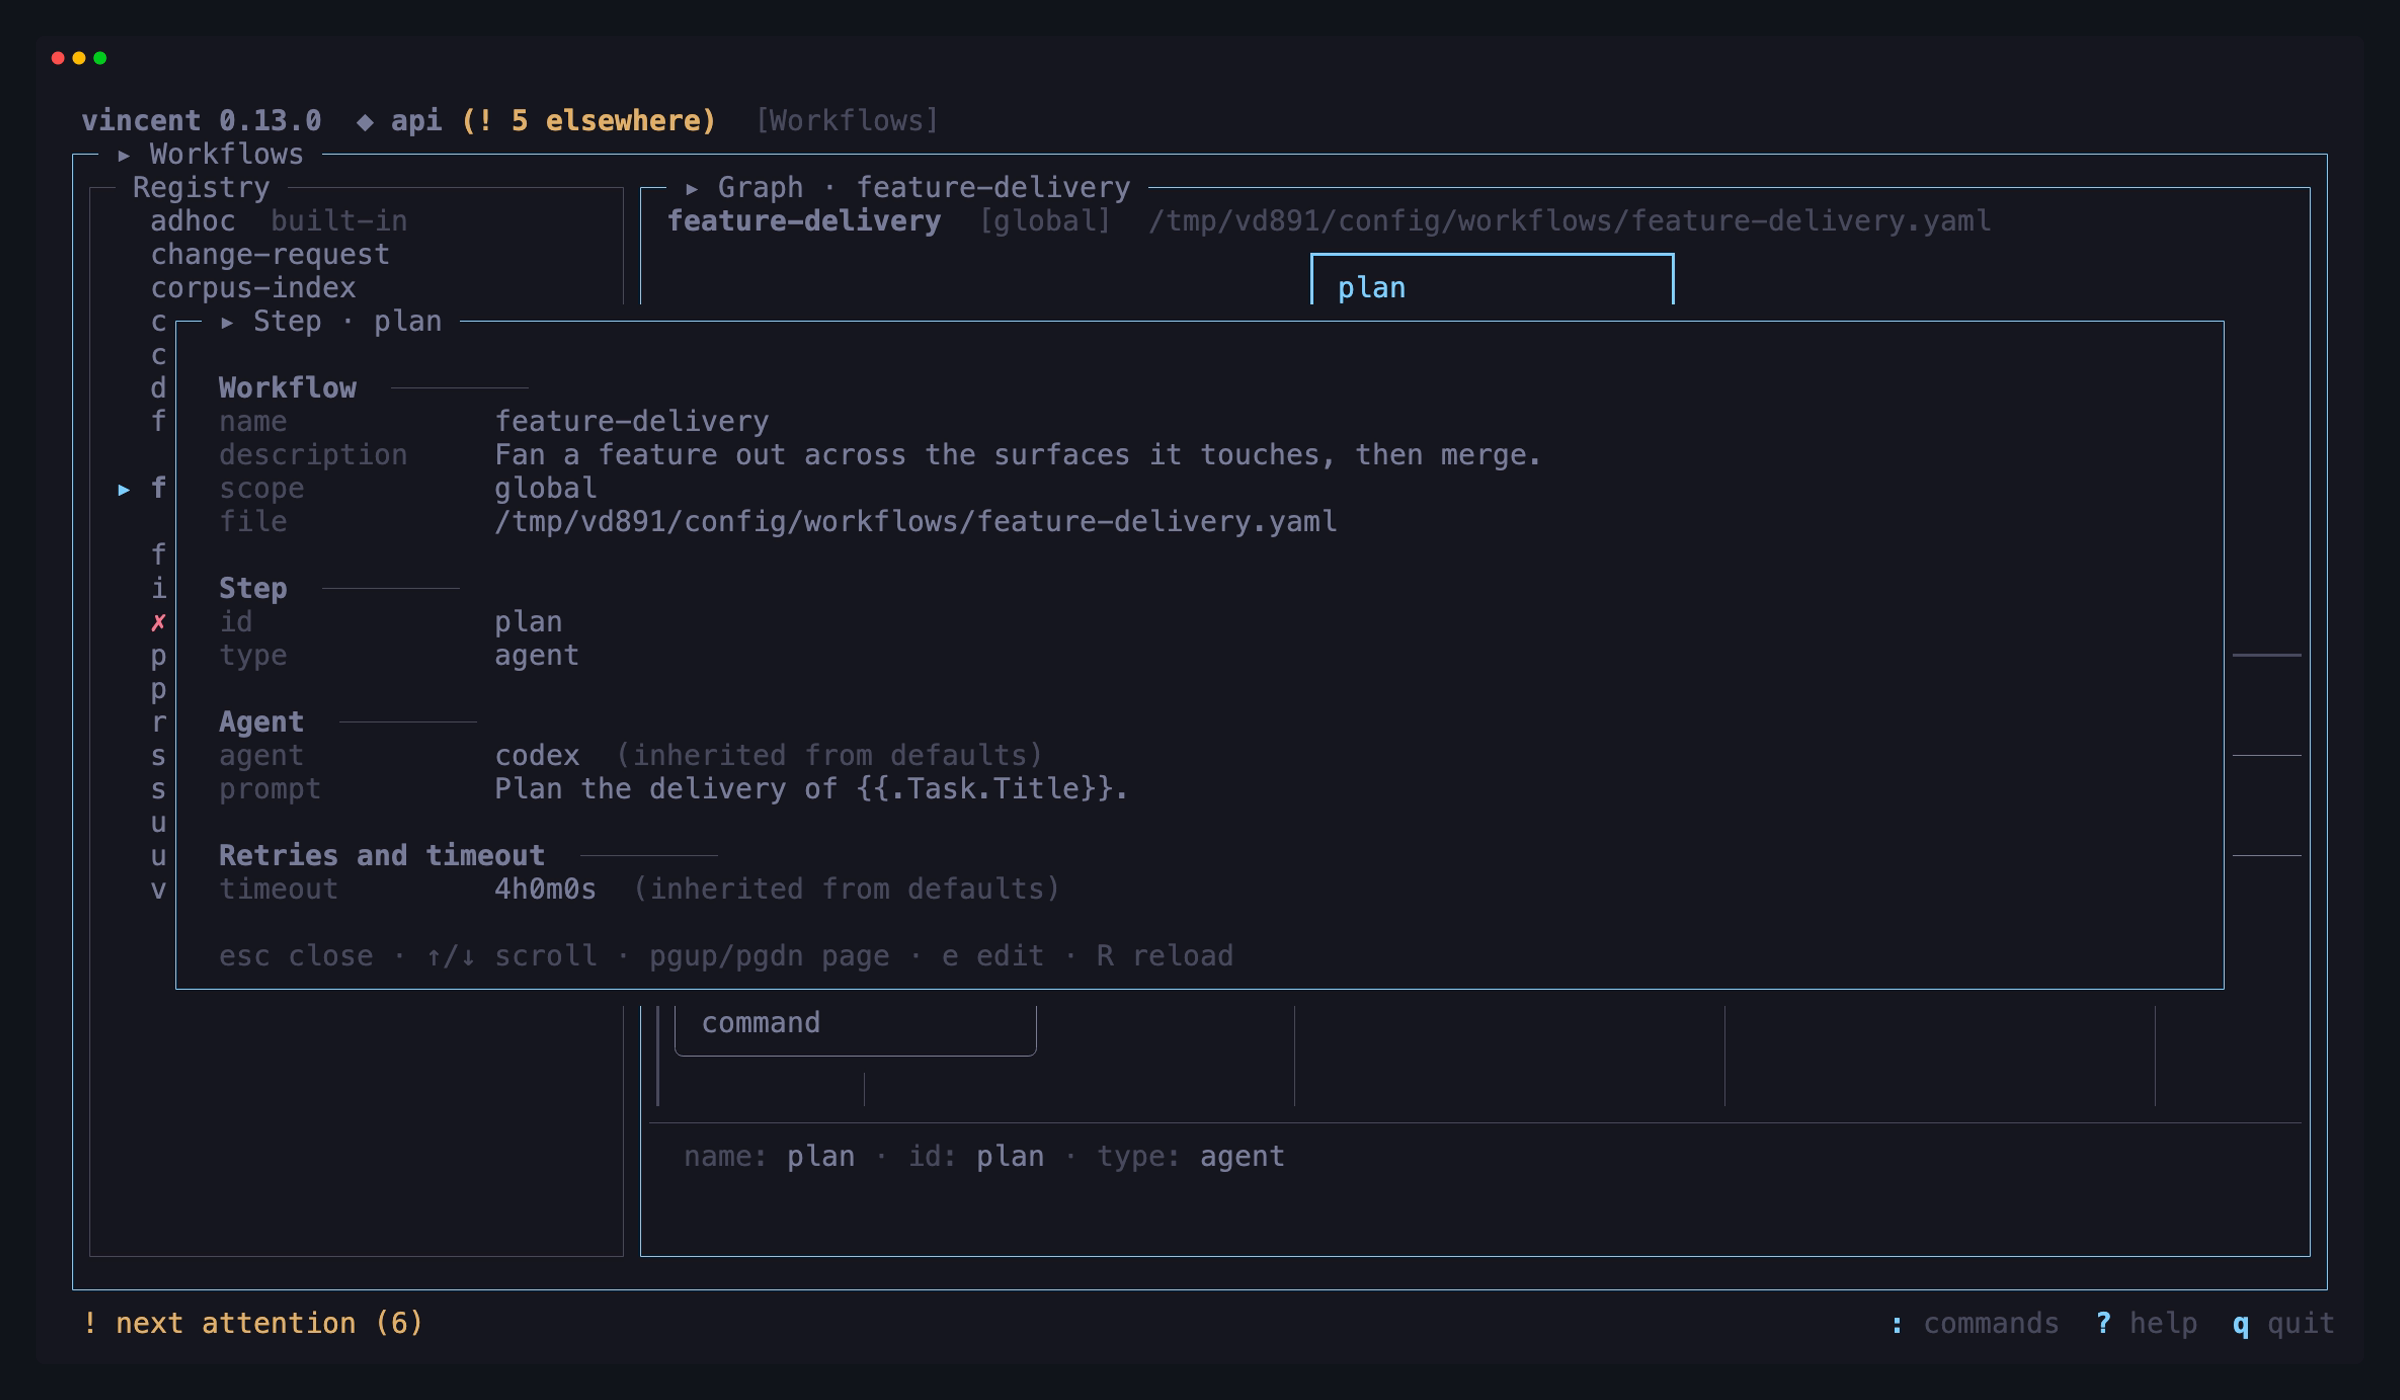 vincent 0.13.0 ◆ api (! 5 elsewhere) [Workflows]
▸ Workflows
Registry
▸ Graph · feature-delivery
adhoc built-in
feature-delivery [global] /tmp/vd891/config/workflows/feature-delivery.yaml
change-request
corpus-index
plan
c
▸ Step · plan
c
d
Workflow
f
name feature-delivery
description Fan a feature out across the surfaces it touches, then merge.
▸ f
scope global
file /tmp/vd891/config/workflows/feature-delivery.yaml
f
i
Step
✗
id plan
p
type agent
p
r
Agent
s
agent codex (inherited from defaults)
s
prompt Plan the delivery of {{.Task.Title}}.
u
u
Retries and timeout
v
timeout 4h0m0s (inherited from defaults)
esc close · ↑/↓ scroll · pgup/pgdn page · e edit · R reload
command
name: plan · id: plan · type: agent
! next attention (6)
: commands ? help q quit